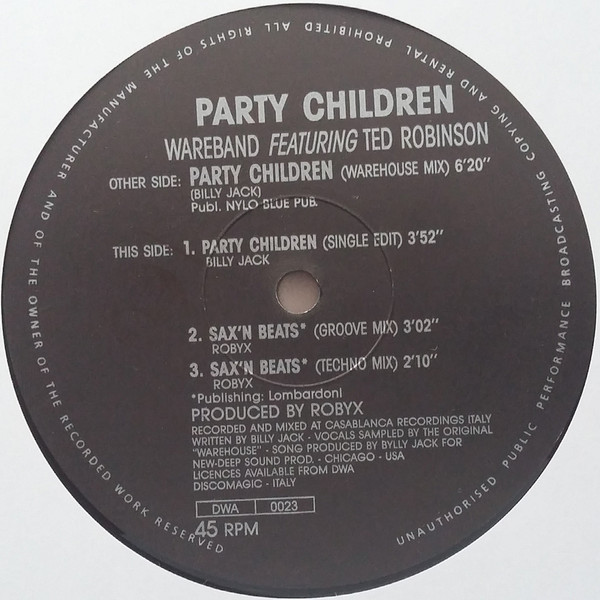 ALL RIGHTS OF THE MANUFACTURER AND OF THE OWNER OF THE RECORDED WORK RESERVED
UNAUTHORISED PUBLIC PERFORMANCE BROADCASTING COPYING AND RENTAL PROHIBITED
PARTY CHILDREN
WAREBAND FEATURING TED ROBINSON
OTHER SIDE: PARTY CHILDREN (WAREHOUSE MIX) 6'20"
(BILLY JACK)
Publ. NYLO BLUE PUB.
THIS SIDE: 1. PARTY CHILDREN (SINGLE EDIT) 3'52"
BILLY JACK
2. SAX'N BEATS* (GROOVE MIX) 3'02"
ROBYX
3. SAX'N BEATS* (TECHNO MIX) 2'10"
ROBYX
*Publishing: Lombardoni
PRODUCED BY ROBYX
RECORDED AND MIXED AT CASABLANCA RECORDINGS ITALY
WRITTEN BY BILLY JACK - VOCALS SAMPLED BY THE ORIGINAL
"WAREHOUSE" - SONG PRODUCED BY BYLLY JACK FOR
NEW-DEEP SOUND PROD. - CHICAGO - USA
LICENCES AVAILABLE FROM DWA
DISCOMAGIC - ITALY
DWA 0023
45 RPM